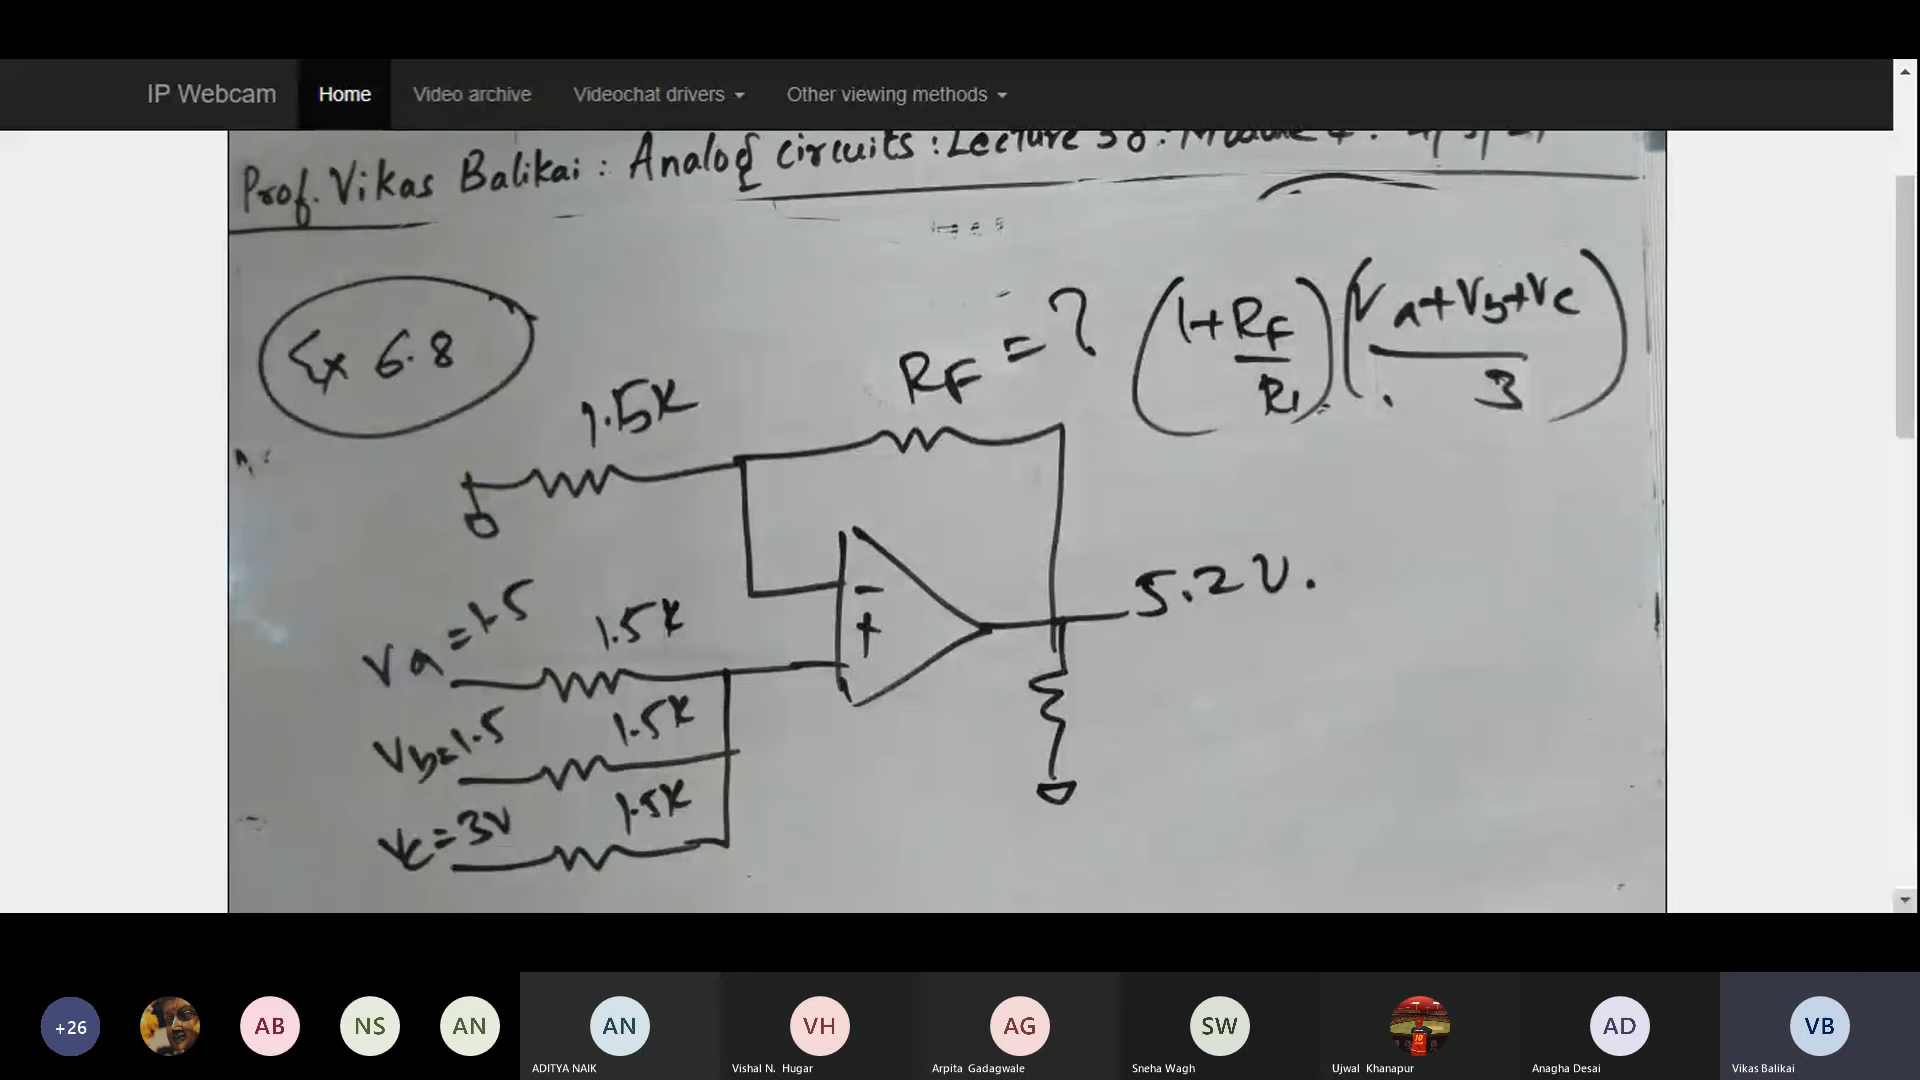 IP Webcam Home Video archive Videochat drivers Other viewing methods
Prof. Vikas Balikai : Analog circuits : Lecture 38 : Module 4 :
Ex 6.8
RF = ?
(1+RF/R1) (Va+Vb+Vc/3)
1.5K
-
+
5.2V.
Va=1.5
1.5K
Vb=1.5
1.5K
Vc=3V
1.5K
+26
AB
NS
AN
AN
VH
AG
SW
AD
VB
ADITYA NAIK
Vishal N. Hugar
Arpita Gadagwale
Sneha Wagh
Ujwal Khanapur
Anagha Desai
Vikas Balikai